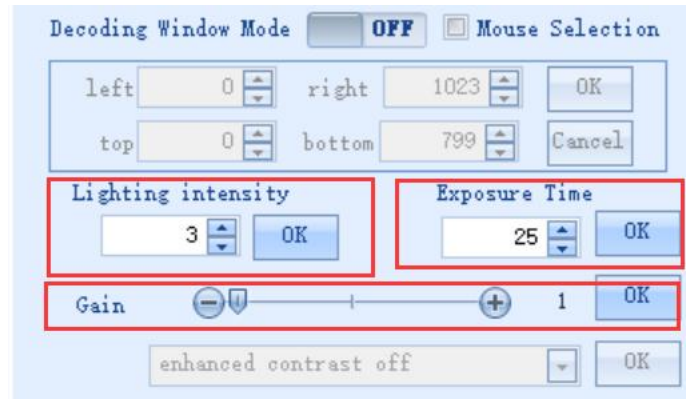 Decoding Window Mode OFF Mouse Selection
left 0 right 1023 OK
top 0 bottom 799 Cancel
Lighting intensity Exposure Time
3 OK 25 OK
Gain 1 OK
enhanced contrast off OK